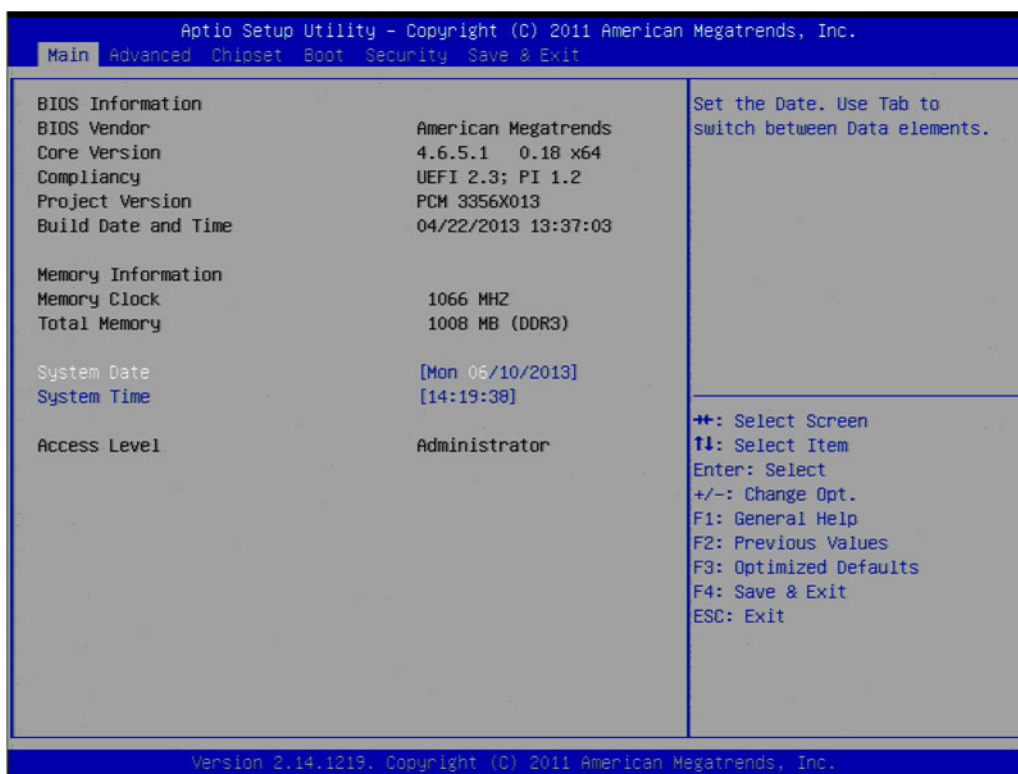 Aptio Setup Utility – Copyright (C) 2011 American Megatrends, Inc.
Main Advanced Chipset Boot Security Save & Exit
BIOS Information
BIOS Vendor American Megatrends
Core Version 4.6.5.1 0.18 x64
Compliancy UEFI 2.3; PI 1.2
Project Version PCM 3356X013
Build Date and Time 04/22/2013 13:37:03
Memory Information
Memory Clock 1066 MHZ
Total Memory 1008 MB (DDR3)
System Date [Mon 06/10/2013]
System Time [14:19:38]
Access Level Administrator
Set the Date. Use Tab to
switch between Data elements.
→←: Select Screen
↑↓: Select Item
Enter: Select
+/-: Change Opt.
F1: General Help
F2: Previous Values
F3: Optimized Defaults
F4: Save & Exit
ESC: Exit
Version 2.14.1219. Copyright (C) 2011 American Megatrends, Inc.